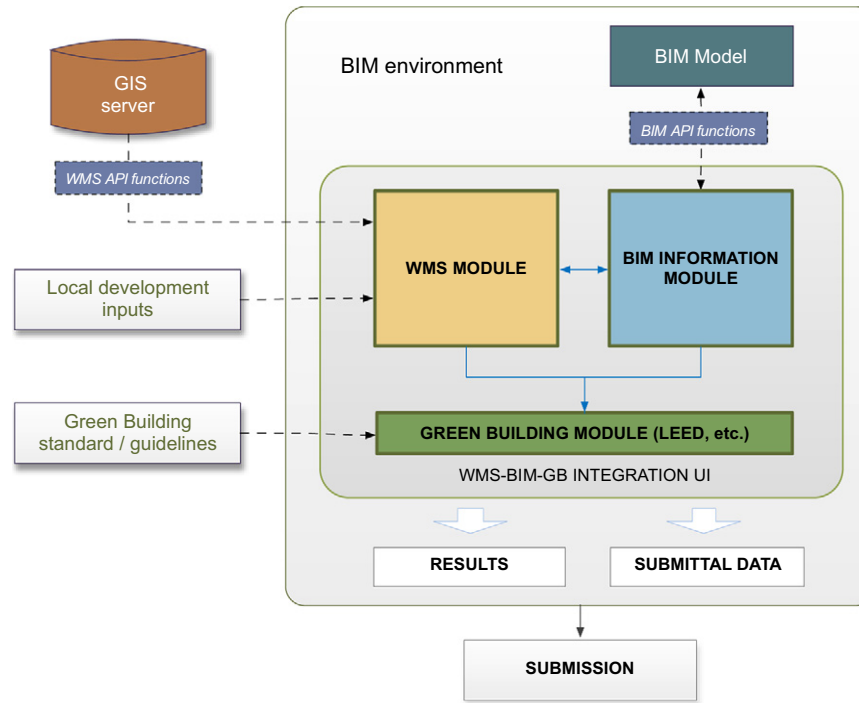 GIS
server
BIM environment
BIM Model
WMS API functions
BIM API functions
WMS MODULE
BIM INFORMATION
MODULE
Local development
inputs
Green Building
standard / guidelines
GREEN BUILDING MODULE (LEED, etc.)
WMS-BIM-GB INTEGRATION UI
RESULTS
SUBMITTAL DATA
SUBMISSION